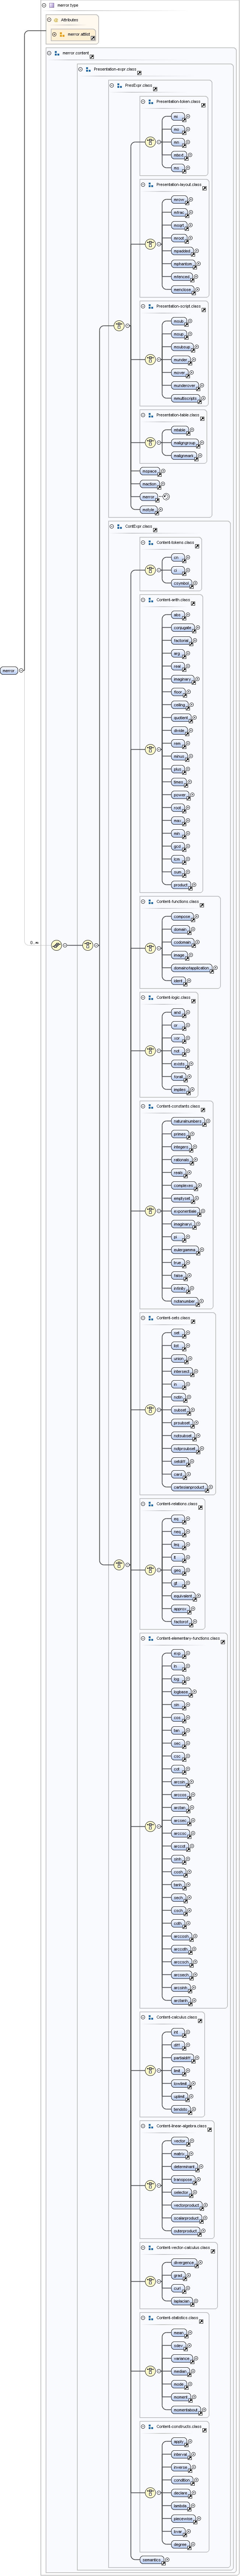 merror.type
Attributes
merror.attlist
merror.content
Presentation-expr.class
PresExpr.class
Presentation-token.class
mi
mo
mn
mtext
ms
Presentation-layout.class
mrow
mfrac
msqrt
mroot
mpadded
mphantom
mfenced
menclose
Presentation-script.class
msub
msup
msubsup
munder
mover
munderover
mmultiscripts
Presentation-table.class
mtable
maligngroup
malignmark
mspace
maction
merror
mstyle
ContExpr.class
Content-tokens.class
cn
ci
csymbol
Content-arith.class
abs
conjugate
factorial
arg
real
imaginary
floor
ceiling
quotient
divide
rem
minus
plus
times
power
root
max
min
gcd
lcm
sum
product
Content-functions.class
compose
domain
codomain
image
domainofapplication
ident
Content-logic.class
and
or
xor
not
exists
forall
implies
Content-constants.class
naturalnumbers
primes
integers
rationals
reals
complexes
emptyset
exponentiale
imaginaryi
pi
eulergamma
true
false
infinity
notanumber
Content-sets.class
set
list
union
intersect
in
notin
subset
prsubset
notsubset
notprsubset
setdiff
card
cartesianproduct
Content-relations.class
eq
neq
leq
lt
geq
gt
equivalent
approx
factorof
Content-elementary-functions.class
exp
ln
log
logbase
sin
cos
tan
sec
csc
cot
arcsin
arccos
arctan
arcsec
arccsc
arccot
sinh
cosh
tanh
sech
csch
coth
arccosh
arccoth
arccsch
arcsech
arcsinh
arctanh
merror
0..∞
Content-calculus.class
int
diff
partialdiff
limit
lowlimit
uplimit
tendsto
Content-linear-algebra.class
vector
matrix
determinant
transpose
selector
vectorproduct
scalarproduct
outerproduct
Content-vector-calculus.class
divergence
grad
curl
laplacian
Content-statistics.class
mean
sdev
variance
median
mode
moment
momentabout
Content-constructs.class
apply
interval
inverse
condition
declare
lambda
piecewise
bvar
degree
semantics